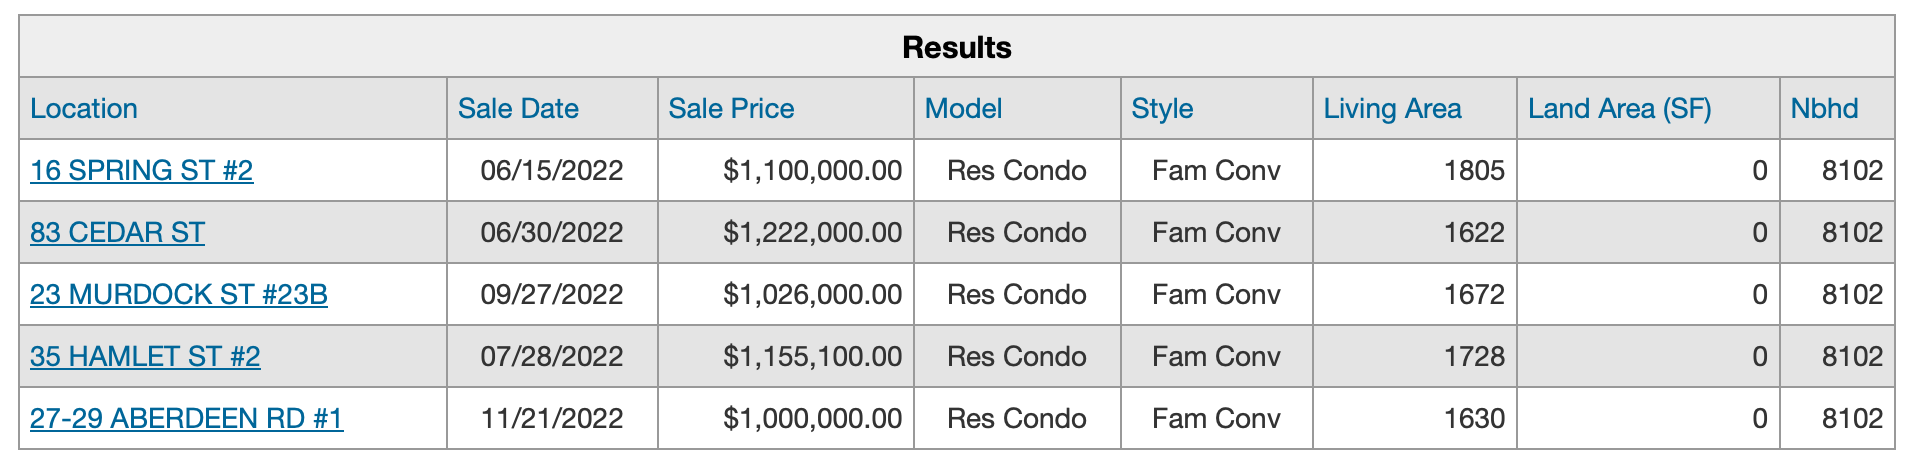 Results
Location Sale Date Sale Price Model Style Living Area Land Area (SF) Nbhd
16 SPRING ST #2 06/15/2022 $1,100,000.00 Res Condo Fam Conv 1805 0 8102
83 CEDAR ST 06/30/2022 $1,222,000.00 Res Condo Fam Conv 1622 0 8102
23 MURDOCK ST #23B 09/27/2022 $1,026,000.00 Res Condo Fam Conv 1672 0 8102
35 HAMLET ST #2 07/28/2022 $1,155,100.00 Res Condo Fam Conv 1728 0 8102
27-29 ABERDEEN RD #1 11/21/2022 $1,000,000.00 Res Condo Fam Conv 1630 0 8102